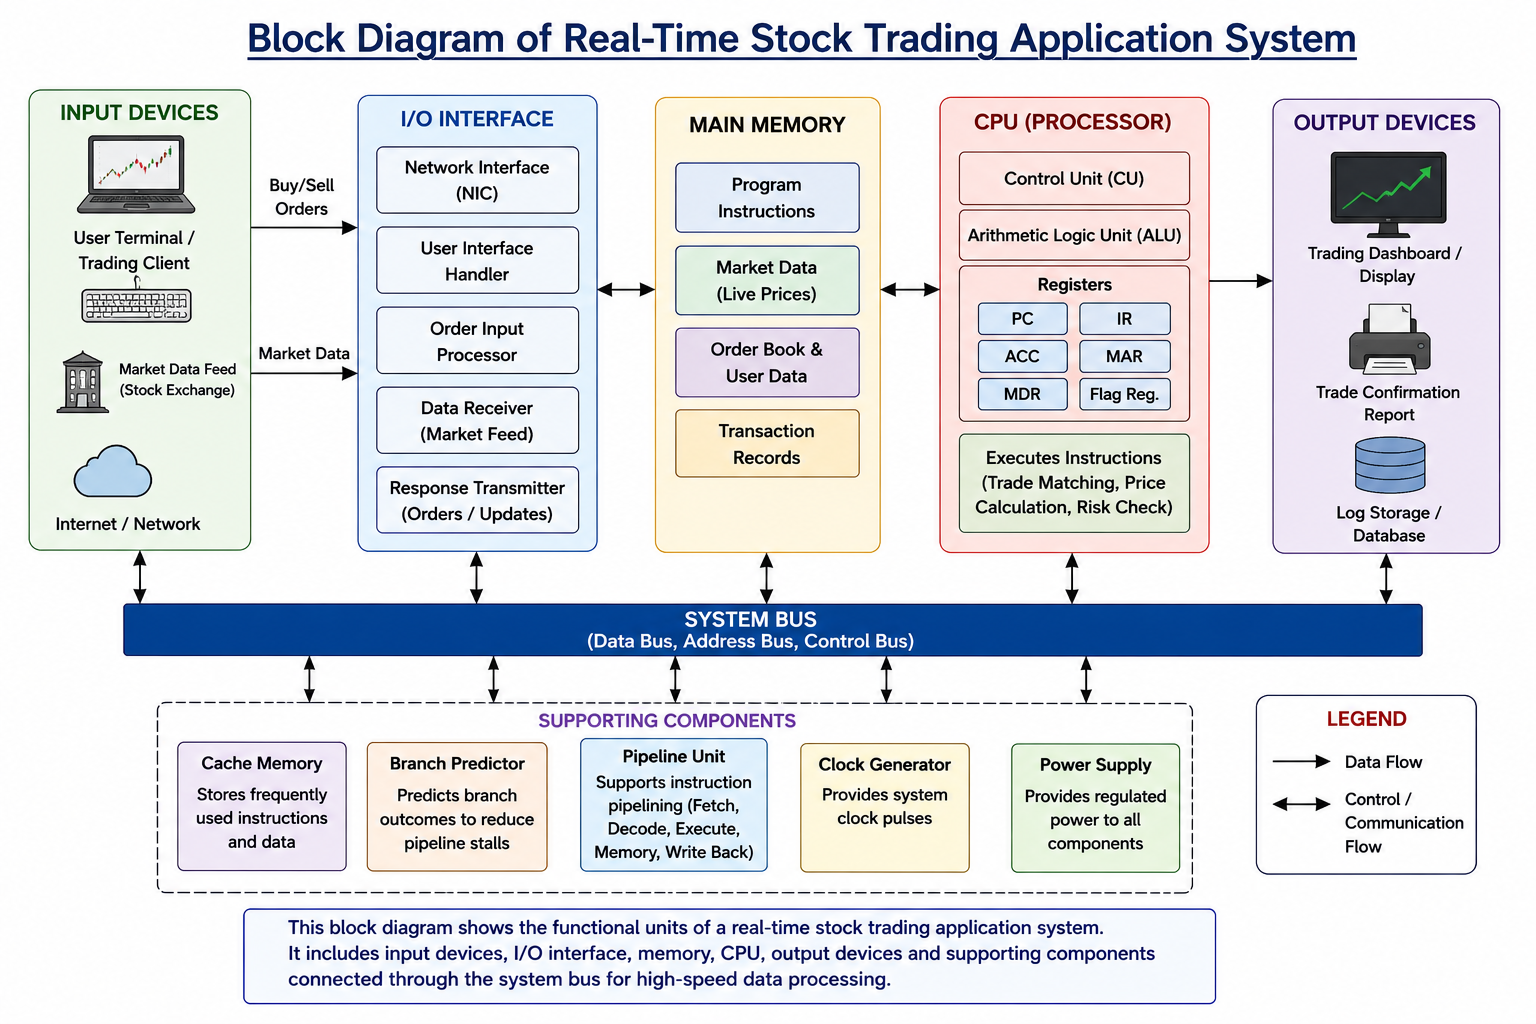 Block Diagram of Real-Time Stock Trading Application System
INPUT DEVICES
User Terminal /
Trading Client
Market Data Feed
(Stock Exchange)
Internet / Network
Buy/Sell
Orders
Market Data
I/O INTERFACE
Network Interface
(NIC)
User Interface
Handler
Order Input
Processor
Data Receiver
(Market Feed)
Response Transmitter
(Orders / Updates)
MAIN MEMORY
Program
Instructions
Market Data
(Live Prices)
Order Book &
User Data
Transaction
Records
CPU (PROCESSOR)
Control Unit (CU)
Arithmetic Logic Unit (ALU)
Registers
PC
IR
ACC
MAR
MDR
Flag Reg.
Executes Instructions
(Trade Matching, Price
Calculation, Risk Check)
OUTPUT DEVICES
Trading Dashboard /
Display
Trade Confirmation
Report
Log Storage /
Database
SYSTEM BUS
(Data Bus, Address Bus, Control Bus)
SUPPORTING COMPONENTS
Cache Memory
Stores frequently
used instructions
and data
Branch Predictor
Predicts branch
outcomes to reduce
pipeline stalls
Pipeline Unit
Supports instruction
pipelining (Fetch,
Decode, Execute,
Memory, Write Back)
Clock Generator
Provides system
clock pulses
Power Supply
Provides regulated
power to all
components
LEGEND
Data Flow
Control /
Communication
Flow
This block diagram shows the functional units of a real-time stock trading application system.
It includes input devices, I/O interface, memory, CPU, output devices and supporting components
connected through the system bus for high-speed data processing.